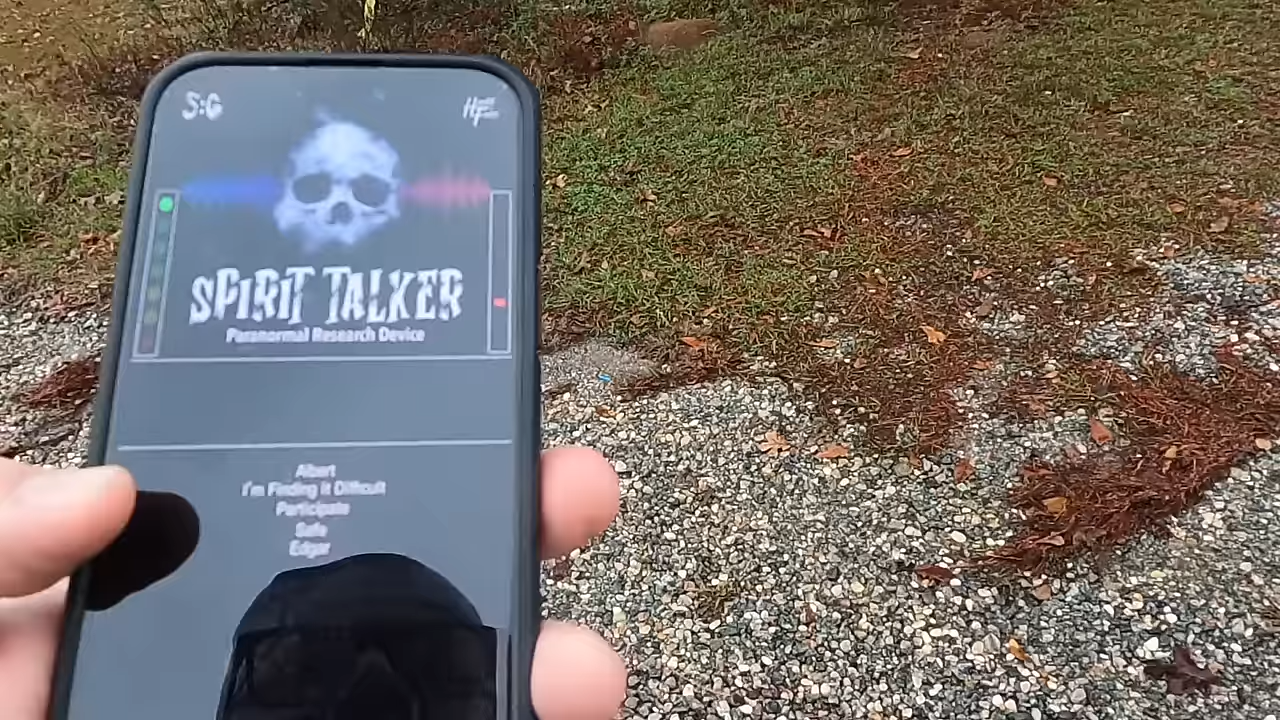 S:G
SPIRIT TALKER
Paranormal Research Device
Albert
I'm Finding it Difficult
Participate
Safe
Edgar